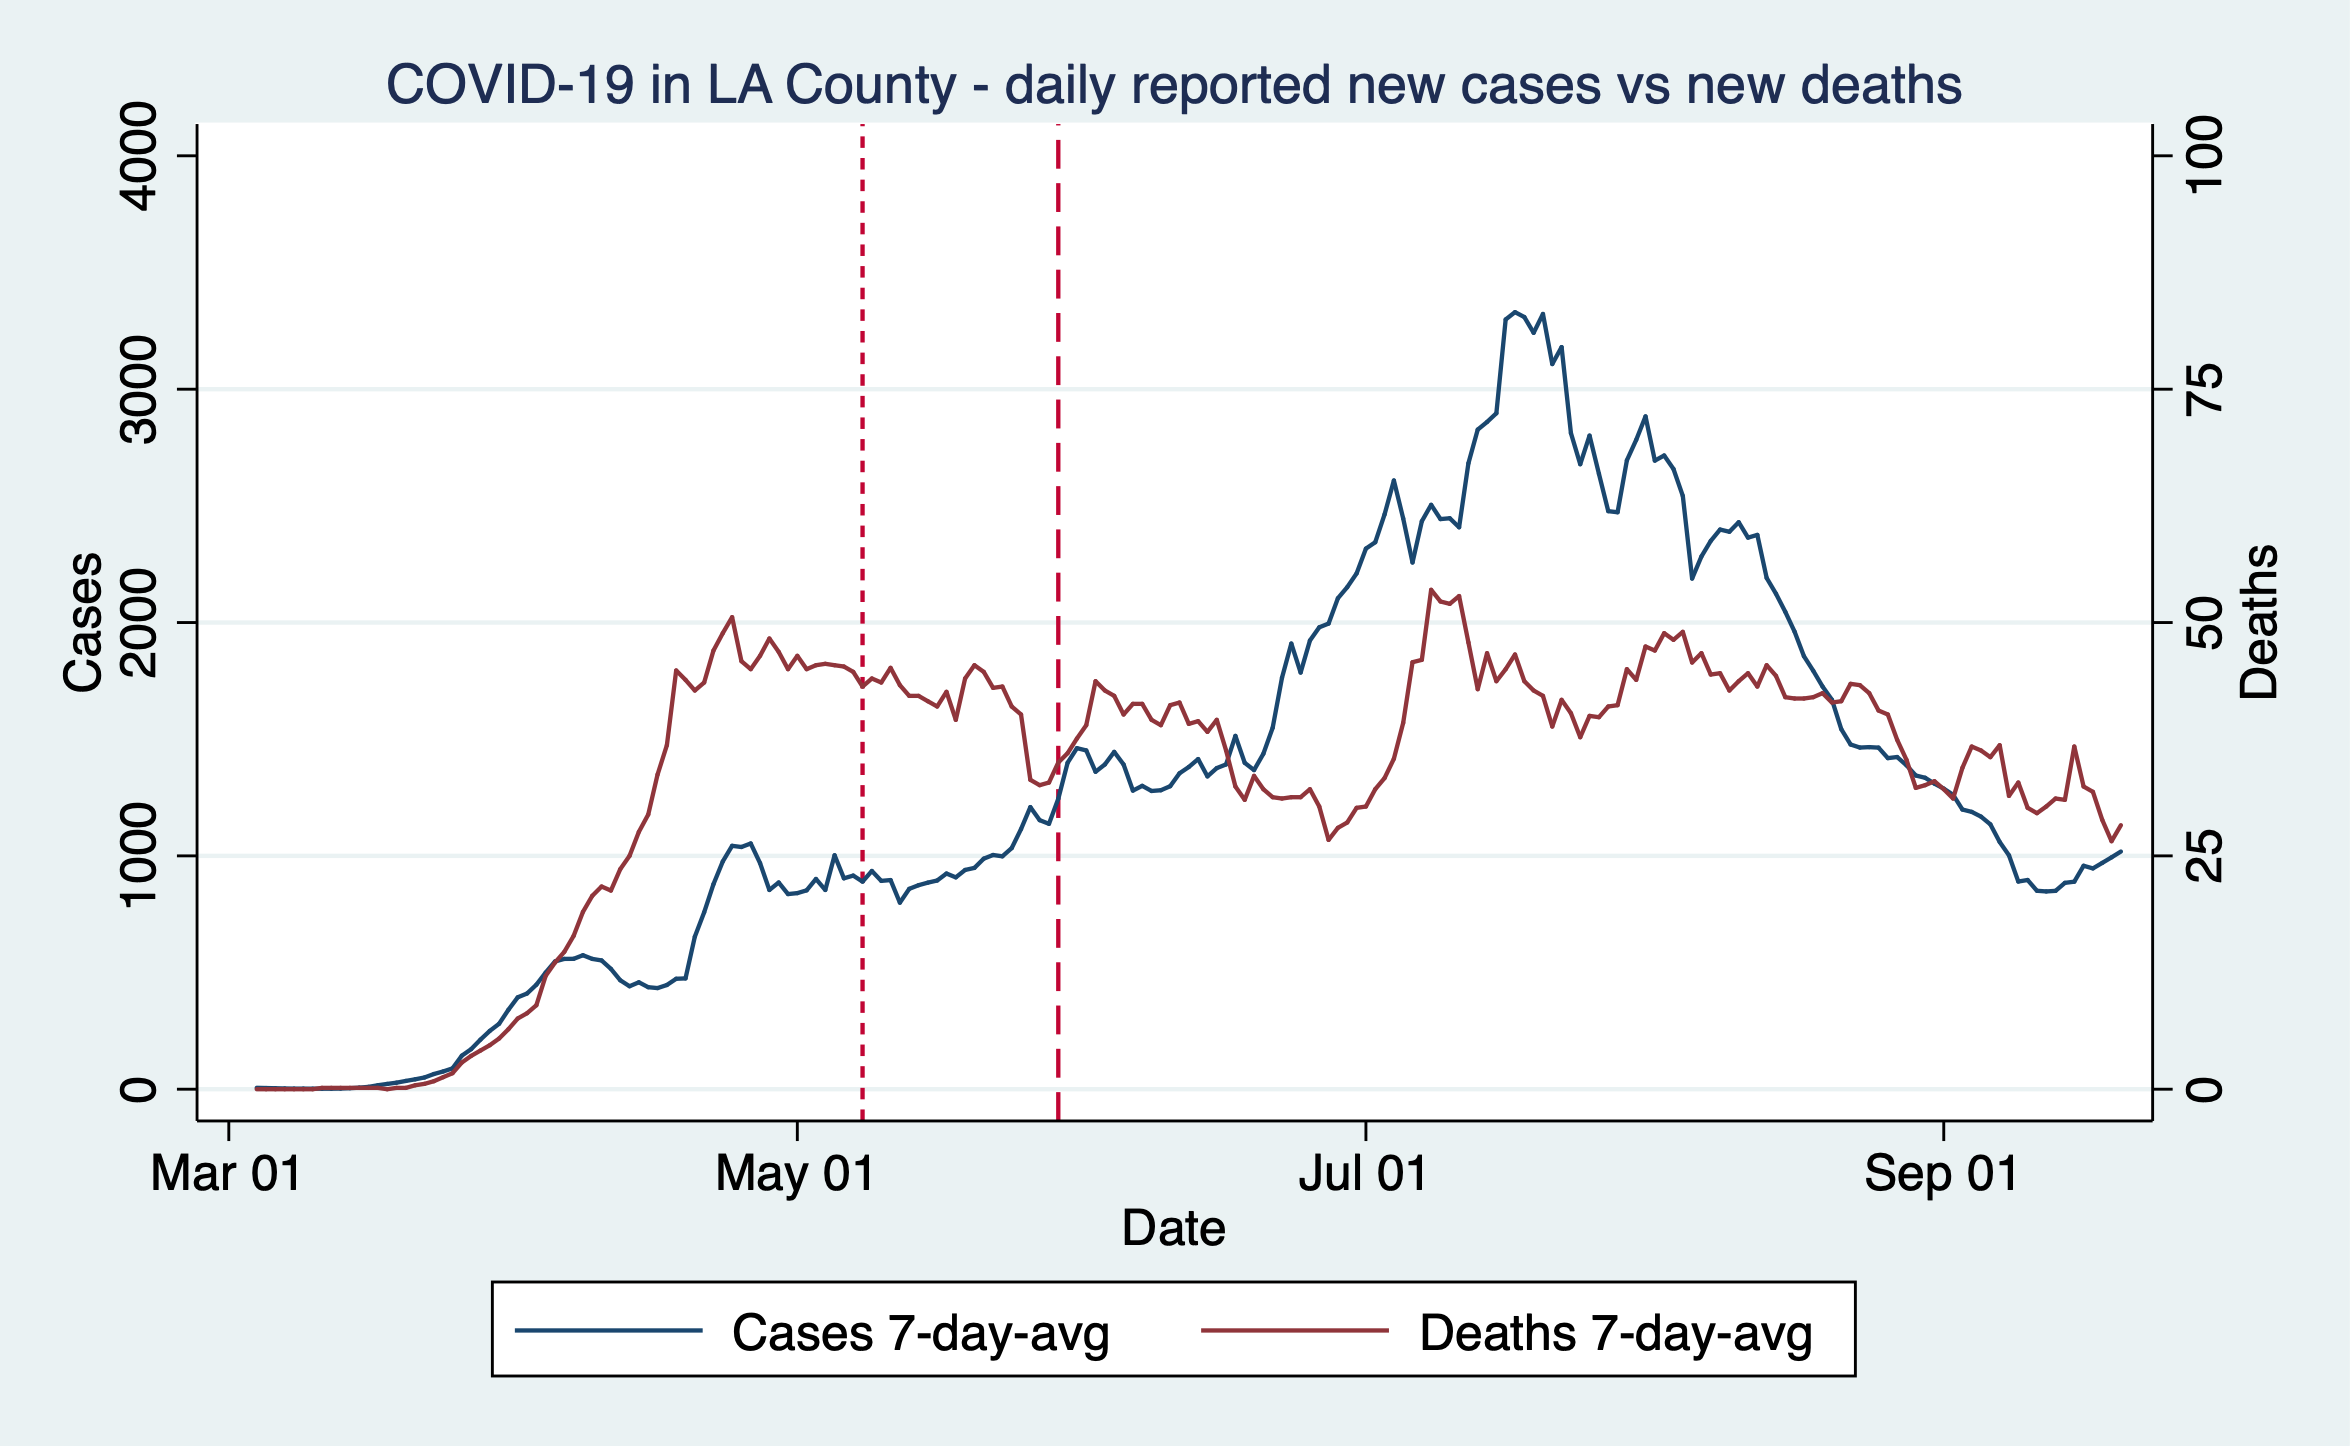 COVID-19 in LA County - daily reported new cases vs new deaths
4000
3000
2000
1000
0
Cases
100
75
50
25
0
Deaths
Mar 01 May 01 Jul 01 Sep 01
Date
Cases 7-day-avg Deaths 7-day-avg